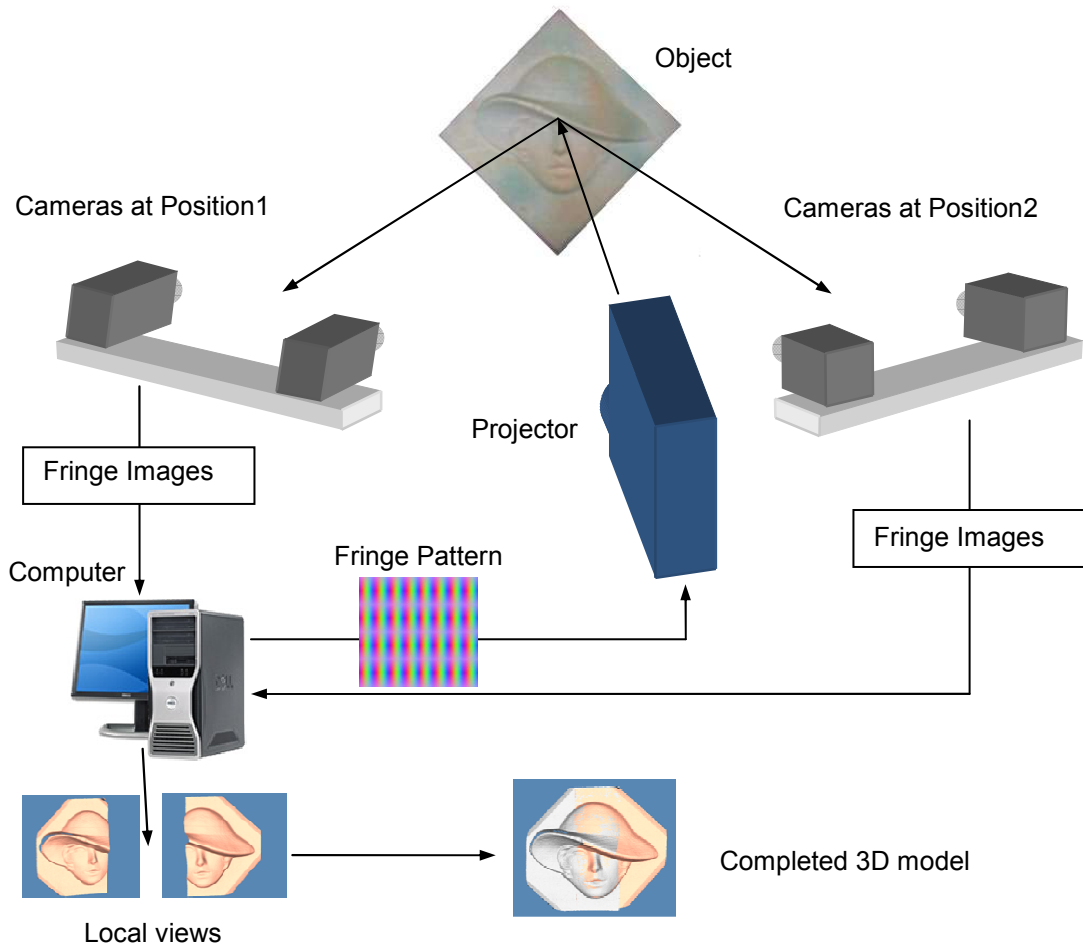 Object
Cameras at Position1
Cameras at Position2
Projector
Fringe Images
Fringe Images
Fringe Pattern
Computer
Completed 3D model
Local views